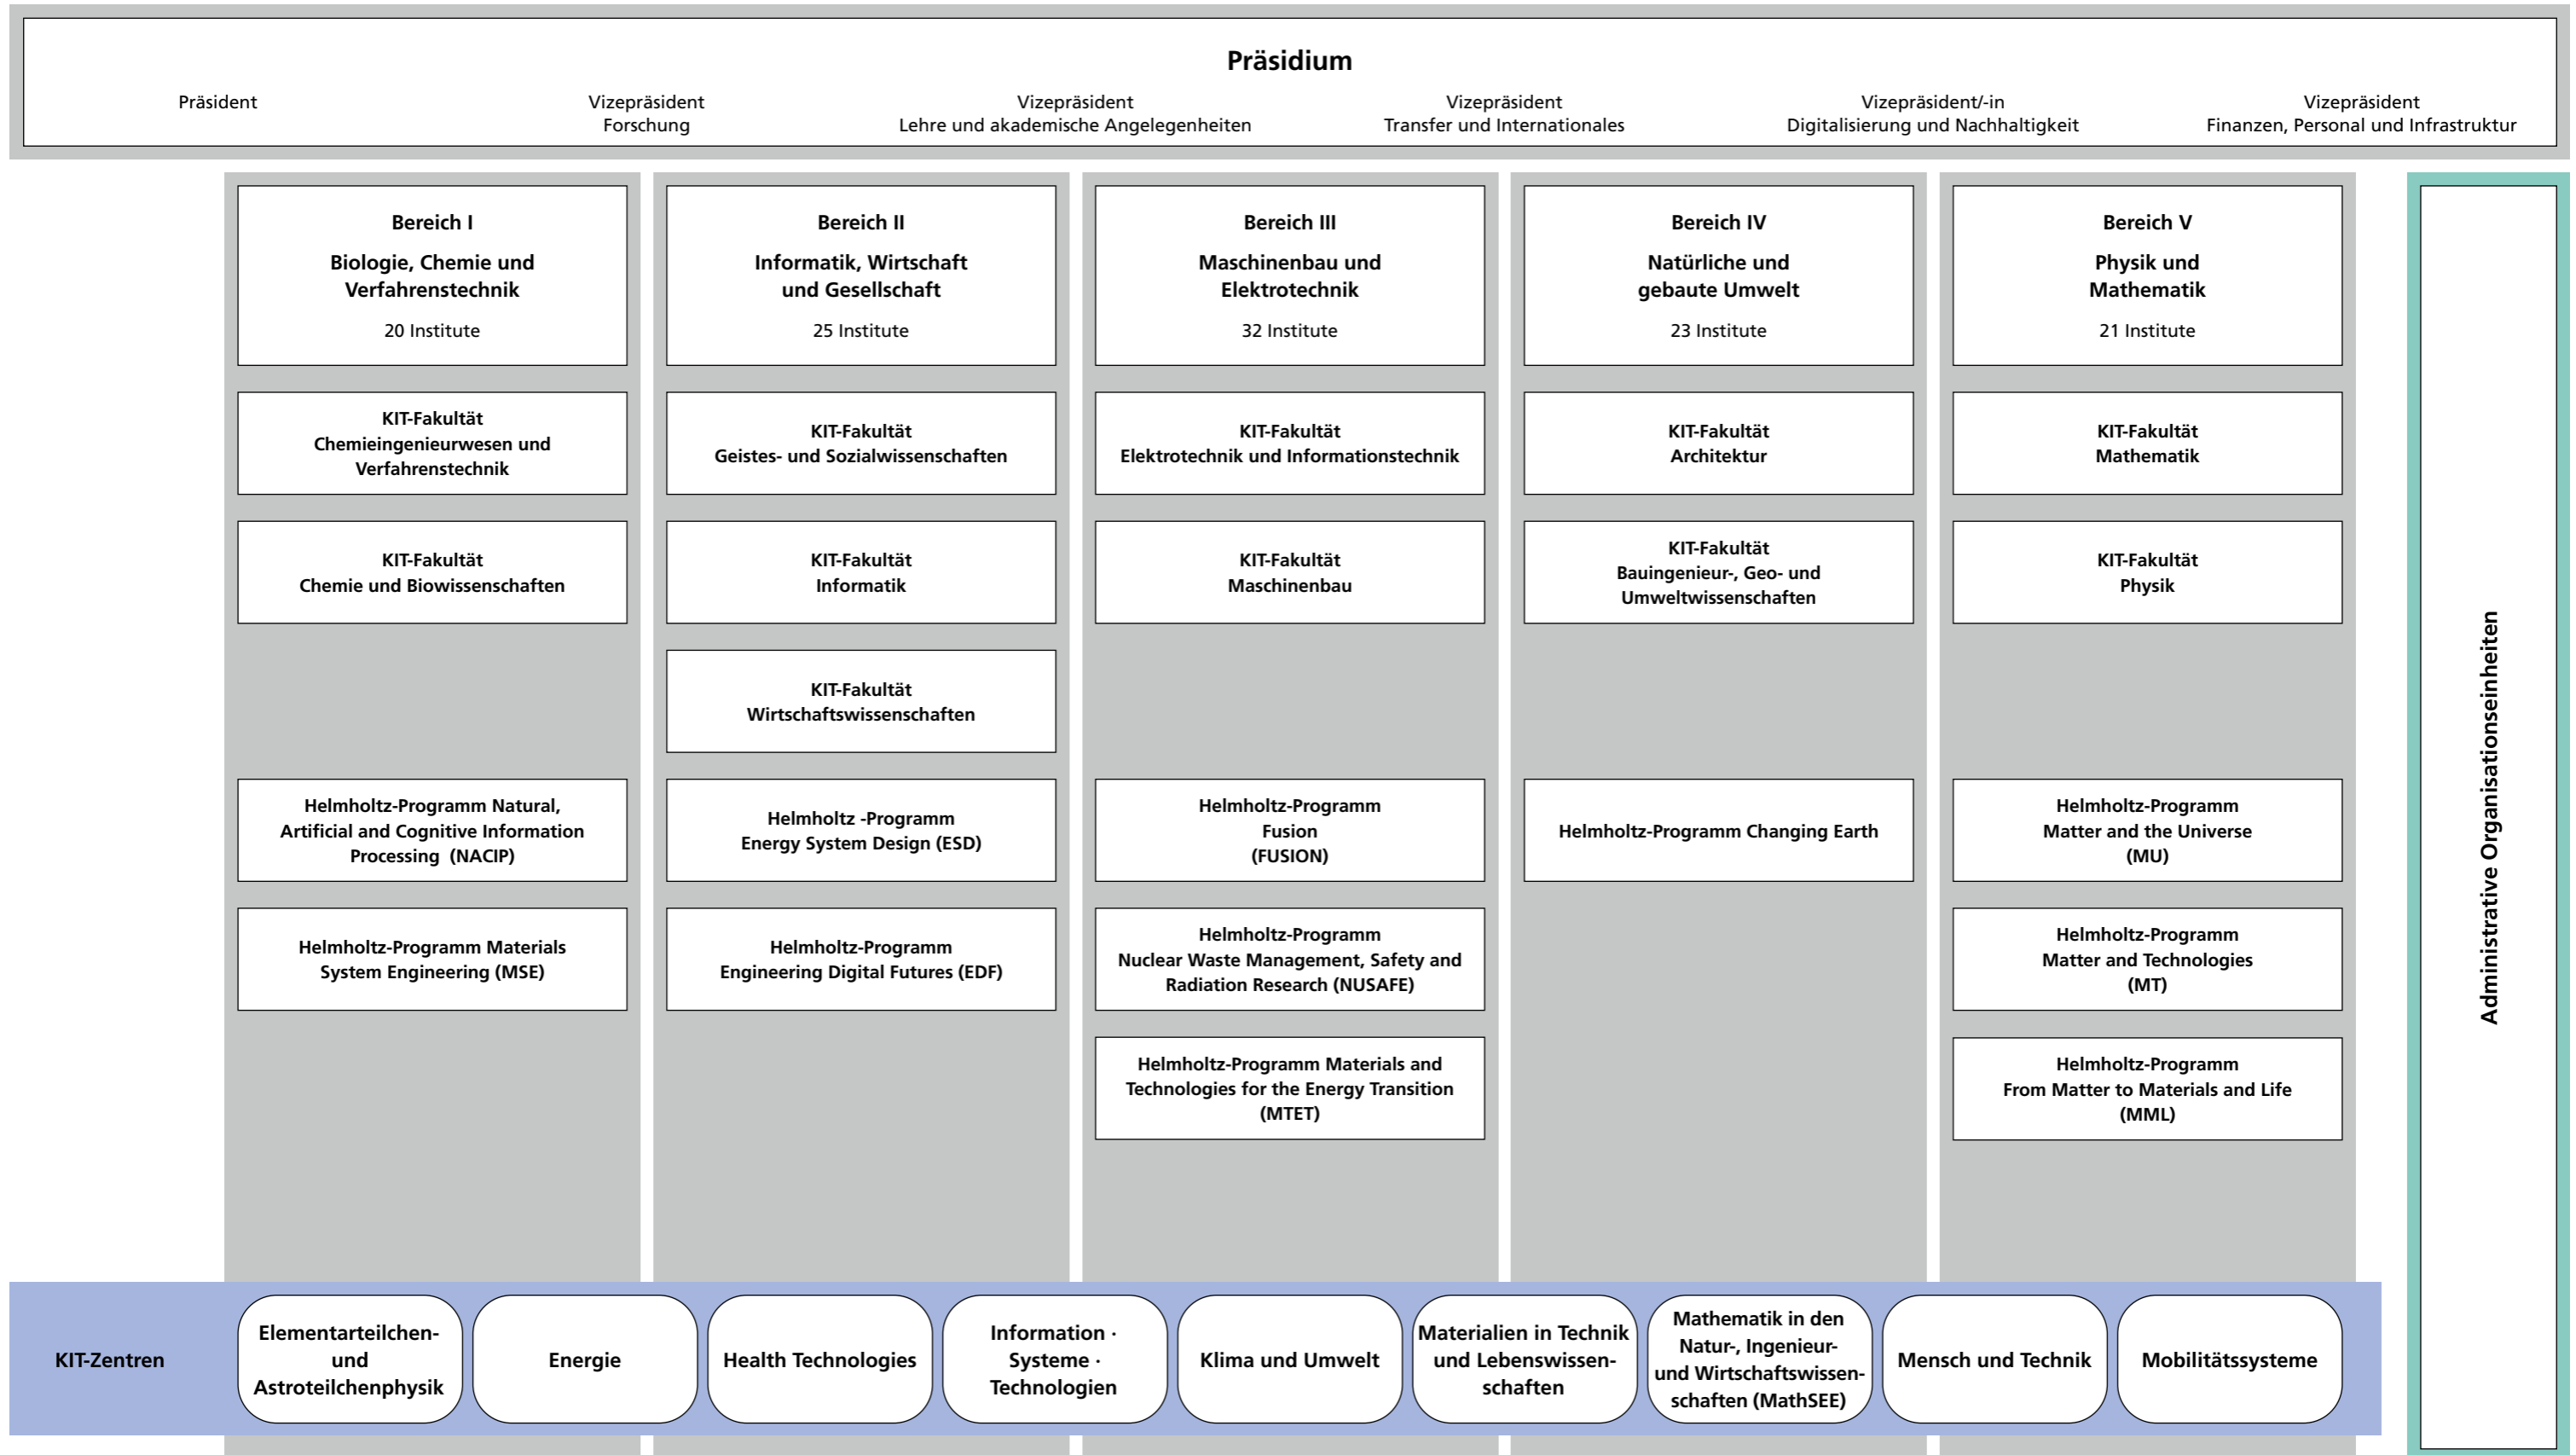 Präsidium
Präsident
Vizepräsident
Forschung
Vizepräsident
Lehre und akademische Angelegenheiten
Vizepräsident
Transfer und Internationales
Vizepräsident/-in
Digitalisierung und Nachhaltigkeit
Vizepräsident
Finanzen, Personal und Infrastruktur
Bereich I
Biologie, Chemie und
Verfahrenstechnik
20 Institute
KIT-Fakultät
Chemieingenieurwesen und
Verfahrenstechnik
KIT-Fakultät
Chemie und Biowissenschaften
Helmholtz-Programm Natural,
Artificial and Cognitive Information
Processing (NACIP)
Helmholtz-Programm Materials
System Engineering (MSE)
Bereich II
Informatik, Wirtschaft
und Gesellschaft
25 Institute
KIT-Fakultät
Geistes- und Sozialwissenschaften
KIT-Fakultät
Informatik
KIT-Fakultät
Wirtschaftswissenschaften
Helmholtz -Programm
Energy System Design (ESD)
Helmholtz-Programm
Engineering Digital Futures (EDF)
Bereich III
Maschinenbau und
Elektrotechnik
32 Institute
KIT-Fakultät
Elektrotechnik und Informationstechnik
KIT-Fakultät
Maschinenbau
Helmholtz-Programm
Fusion
(FUSION)
Helmholtz-Programm
Nuclear Waste Management, Safety and
Radiation Research (NUSAFE)
Helmholtz-Programm Materials and
Technologies for the Energy Transition
(MTET)
Bereich IV
Natürliche und
gebaute Umwelt
23 Institute
KIT-Fakultät
Architektur
KIT-Fakultät
Bauingenieur-, Geo- und
Umweltwissenschaften
Helmholtz-Programm Changing Earth
Bereich V
Physik und
Mathematik
21 Institute
KIT-Fakultät
Mathematik
KIT-Fakultät
Physik
Helmholtz-Programm
Matter and the Universe
(MU)
Helmholtz-Programm
Matter and Technologies
(MT)
Helmholtz-Programm
From Matter to Materials and Life
(MML)
Administrative Organisationseinheiten
KIT-Zentren
Elementarteilchen-
und
Astroteilchenphysik
Energie
Health Technologies
Information ·
Systeme ·
Technologien
Klima und Umwelt
Materialien in Technik
und Lebenswissen-
schaften
Mathematik in den
Natur-, Ingenieur-
und Wirtschaftswissen-
schaften (MathSEE)
Mensch und Technik
Mobilitätssysteme